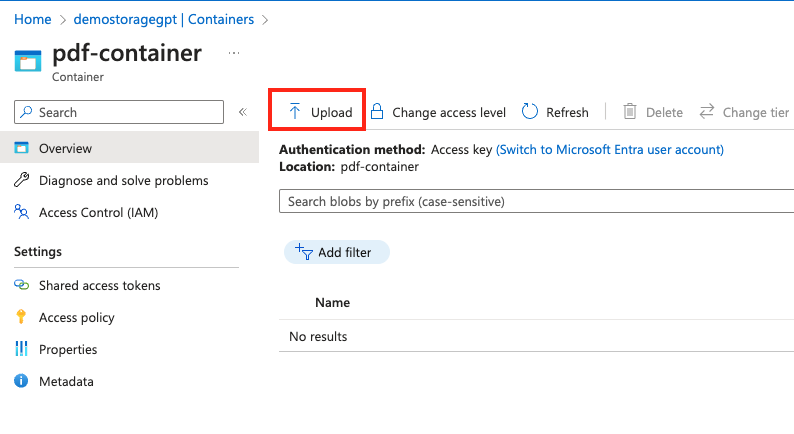 Home > demostoragegpt | Containers >
pdf-container ...
Container
Search «
Upload Change access level Refresh Delete Change tier
Overview
Diagnose and solve problems
Access Control (IAM)
Settings
Shared access tokens
Access policy
Properties
Metadata
Authentication method: Access key (Switch to Microsoft Entra user account)
Location: pdf-container
Search blobs by prefix (case-sensitive)
Add filter
Name
No results